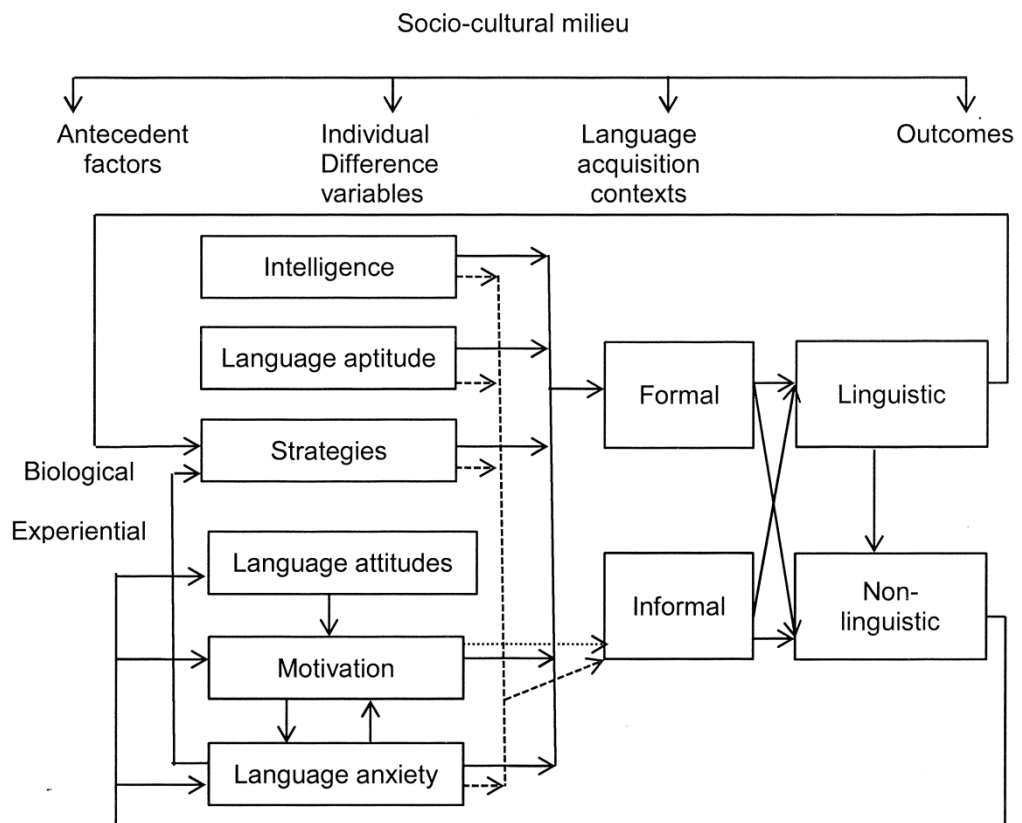 Socio-cultural milieu
Antecedent
factors
Individual
Difference
variables
Language
acquisition
contexts
Outcomes
Intelligence
Language aptitude
Strategies
Biological
Experiential
Language attitudes
Motivation
Language anxiety
Formal
Informal
Linguistic
Non-
linguistic